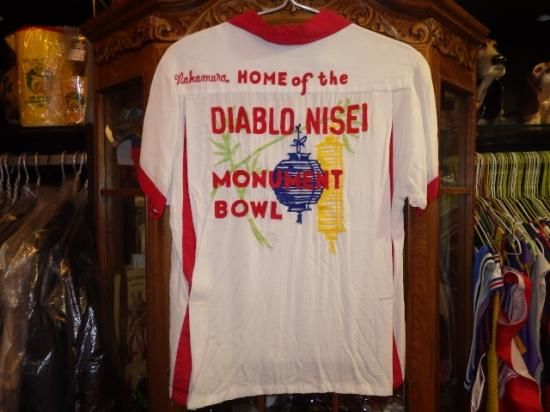 Nakamura HOME of the
DIABLO NISEI
MONUMENT
BOWL